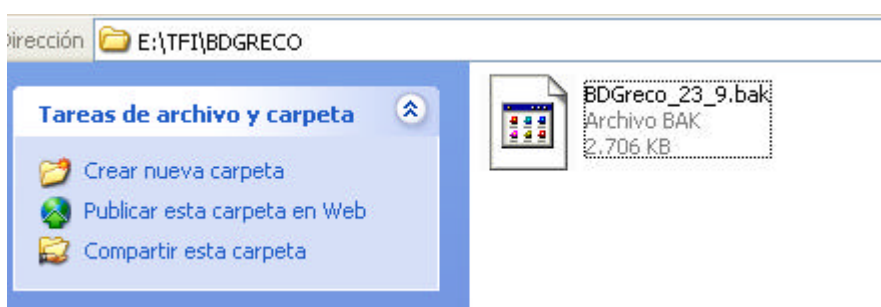 Dirección E:\TFI\BDGRECO
Tareas de archivo y carpeta
Crear nueva carpeta
Publicar esta carpeta en Web
Compartir esta carpeta
BDGreco_23_9.bak
Archivo BAK
2.706 KB